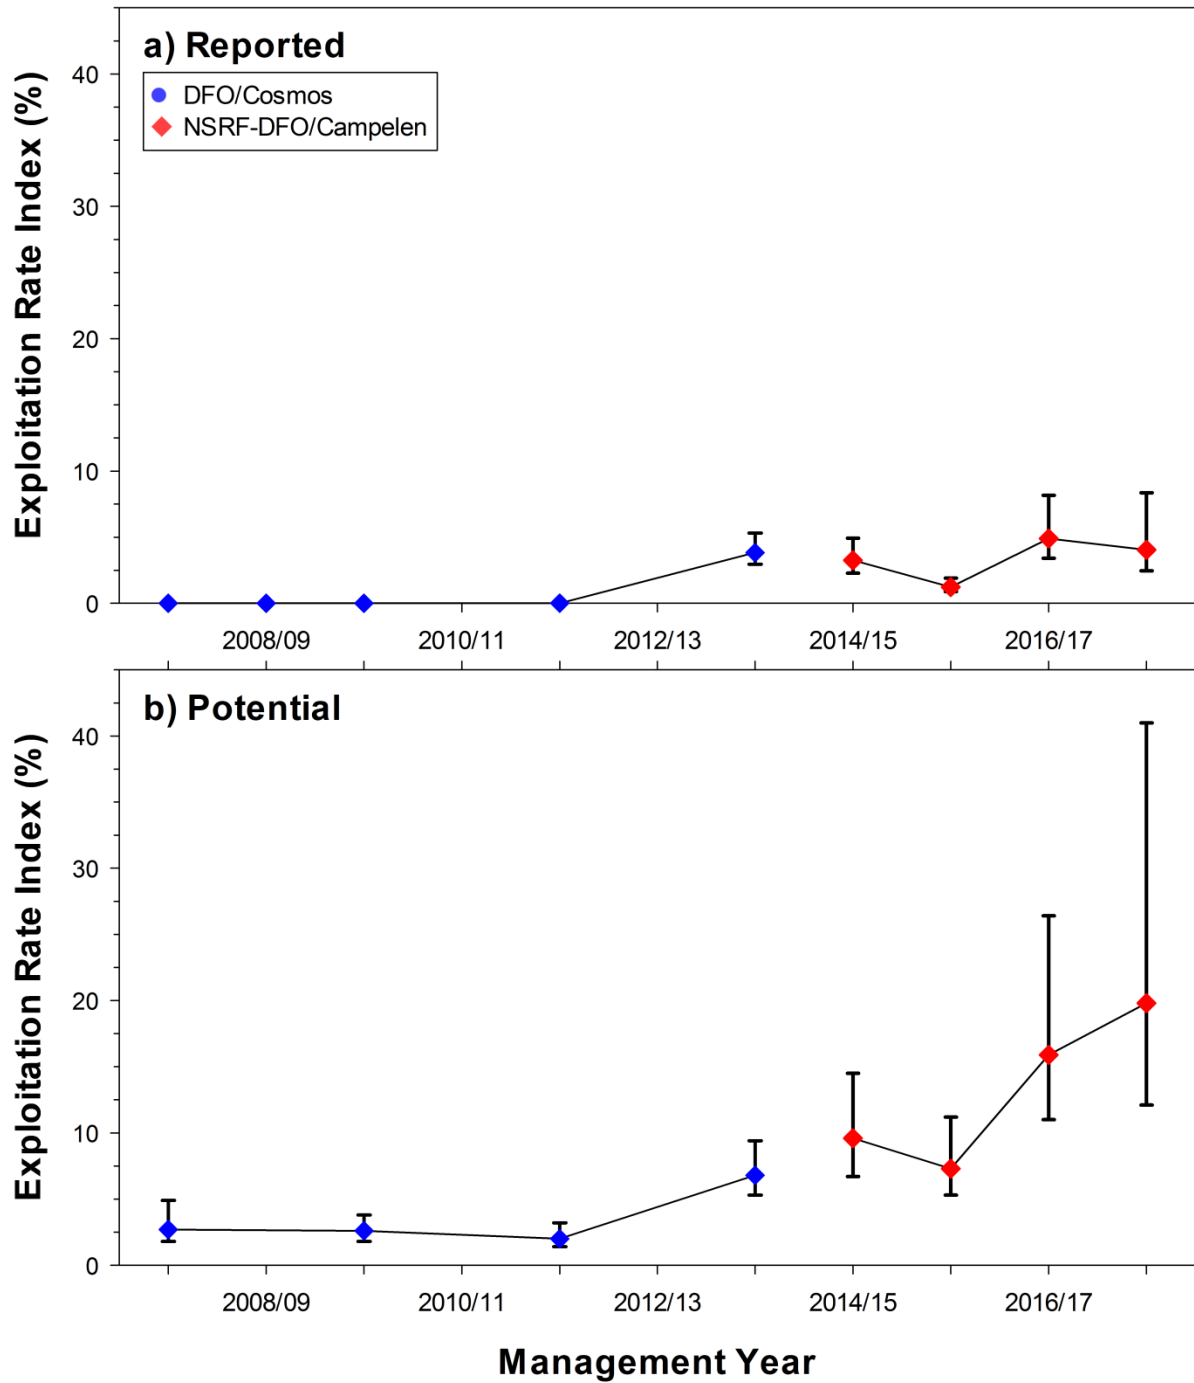 a) Reported
DFO/Cosmos
NSRF-DFO/Campelen
Exploitation Rate Index (%)
40
30
20
10
0
2008/09 2010/11 2012/13 2014/15 2016/17
b) Potential
Exploitation Rate Index (%)
40
30
20
10
0
2008/09 2010/11 2012/13 2014/15 2016/17
Management Year